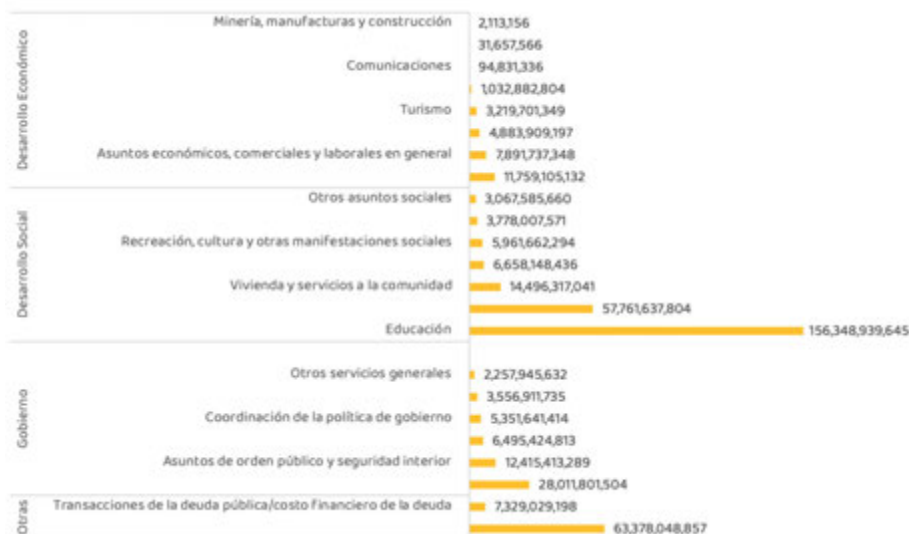 Desarrollo Económico
Minería, manufacturas y construcción 2,113,156
31,657,566
Comunicaciones 94,831,336
1,032,882,804
Turismo 3,219,701,349
4,883,909,197
Asuntos económicos, comerciales y laborales en general 7,891,737,348
11,759,105,132
Desarrollo Social
Otros asuntos sociales 3,067,585,660
3,778,007,571
Recreación, cultura y otras manifestaciones sociales 5,961,662,294
6,658,148,436
Vivienda y servicios a la comunidad 14,496,317,041
57,761,637,804
Educación 156,348,939,645
Gobierno
Otros servicios generales 2,257,945,632
3,556,911,735
Coordinación de la política de gobierno 5,351,641,414
6,495,424,813
Asuntos de orden público y seguridad interior 12,415,413,289
28,011,801,504
Otras
Transacciones de la deuda pública/costo financiero de la deuda 7,329,029,198
63,378,048,857